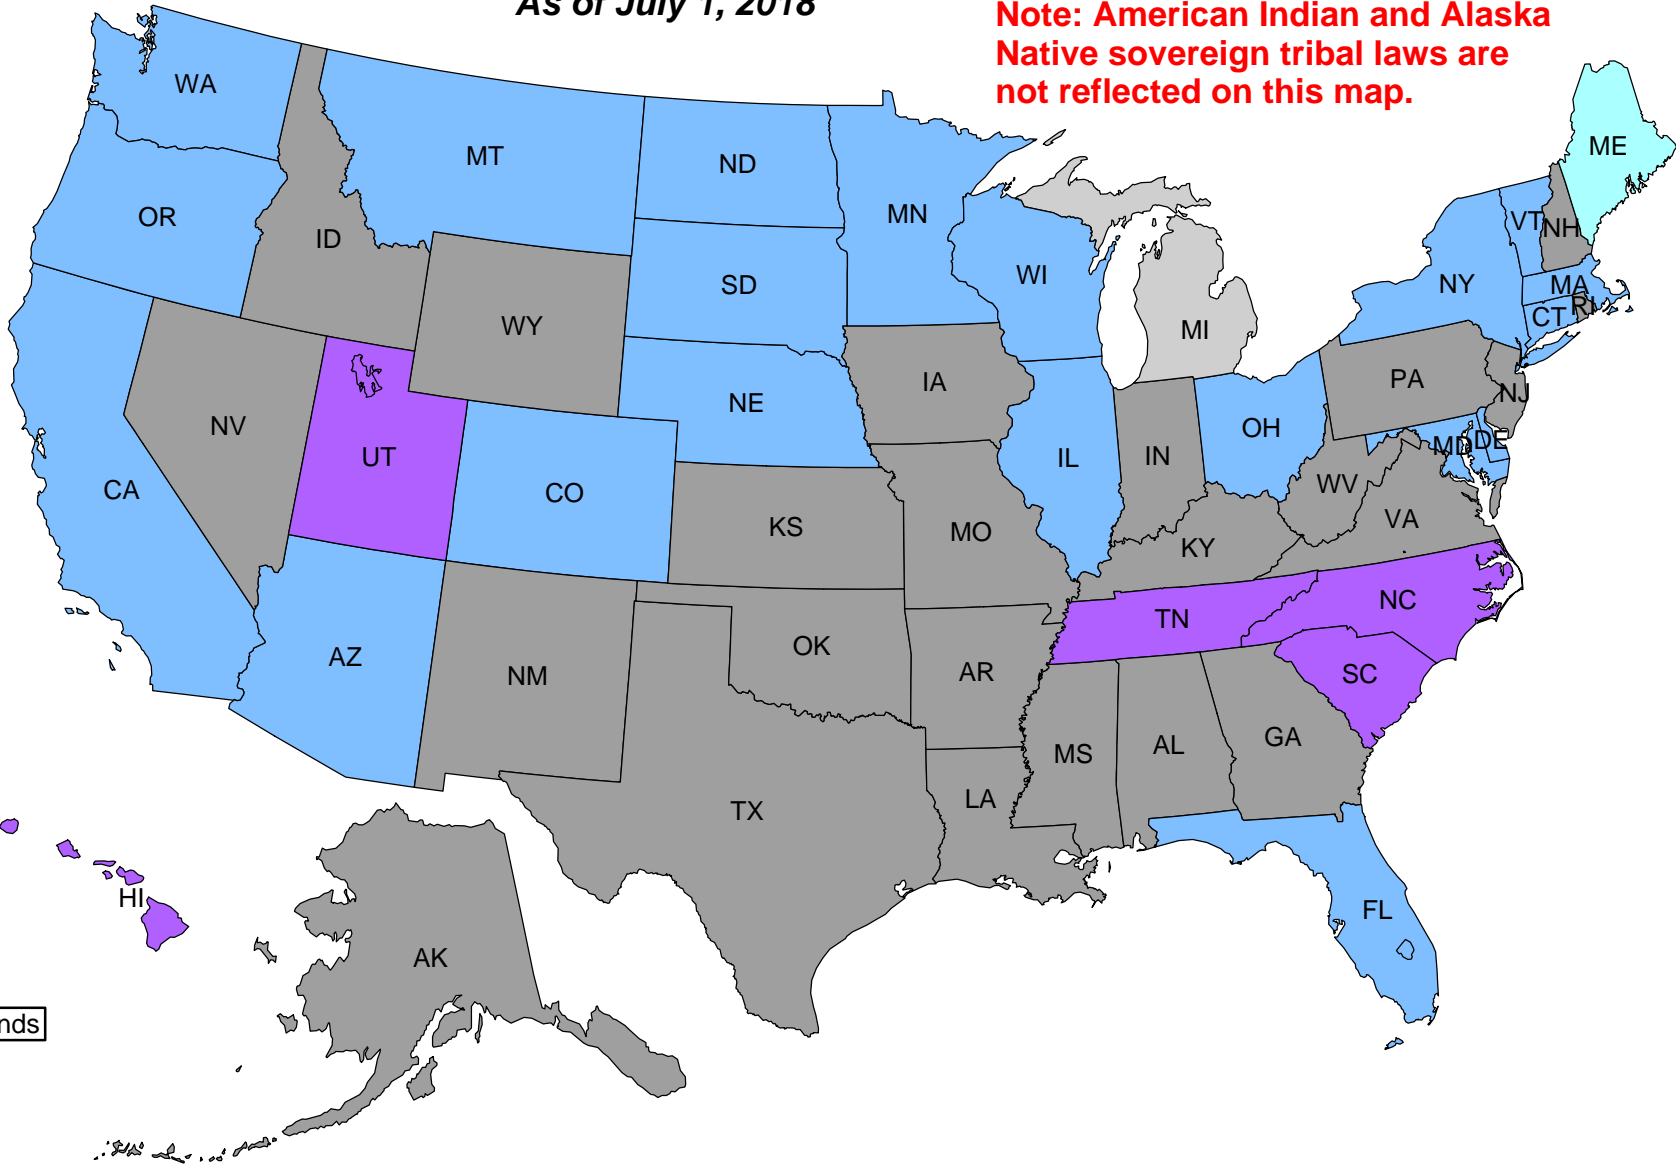 As of July 1, 2018
Note: American Indian and Alaska
Native sovereign tribal laws are
not reflected on this map.
WA
ME
MT
ND
OR
MN
VT
NH
ID
WI
SD
NY
MA
CT
RI
WY
MI
IA
PA
NJ
NE
NV
OH
UT
IL
IN
MD
DE
CA
CO
WV
KS
MO
VA
KY
NC
TN
OK
AZ
NM
AR
SC
GA
MS
AL
LA
TX
HI
FL
AK
nds